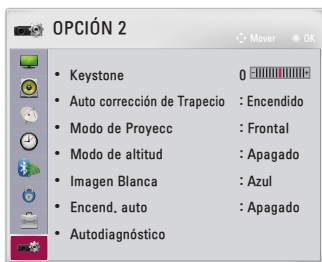 OPCIÓN 2
Mover OK
Keystone 0
Auto corrección de Trapecio : Encendido
Modo de Proyecc : Frontal
Modo de altitud : Apagado
Imagen Blanca : Azul
Encend. auto : Apagado
Autodiagnóstico